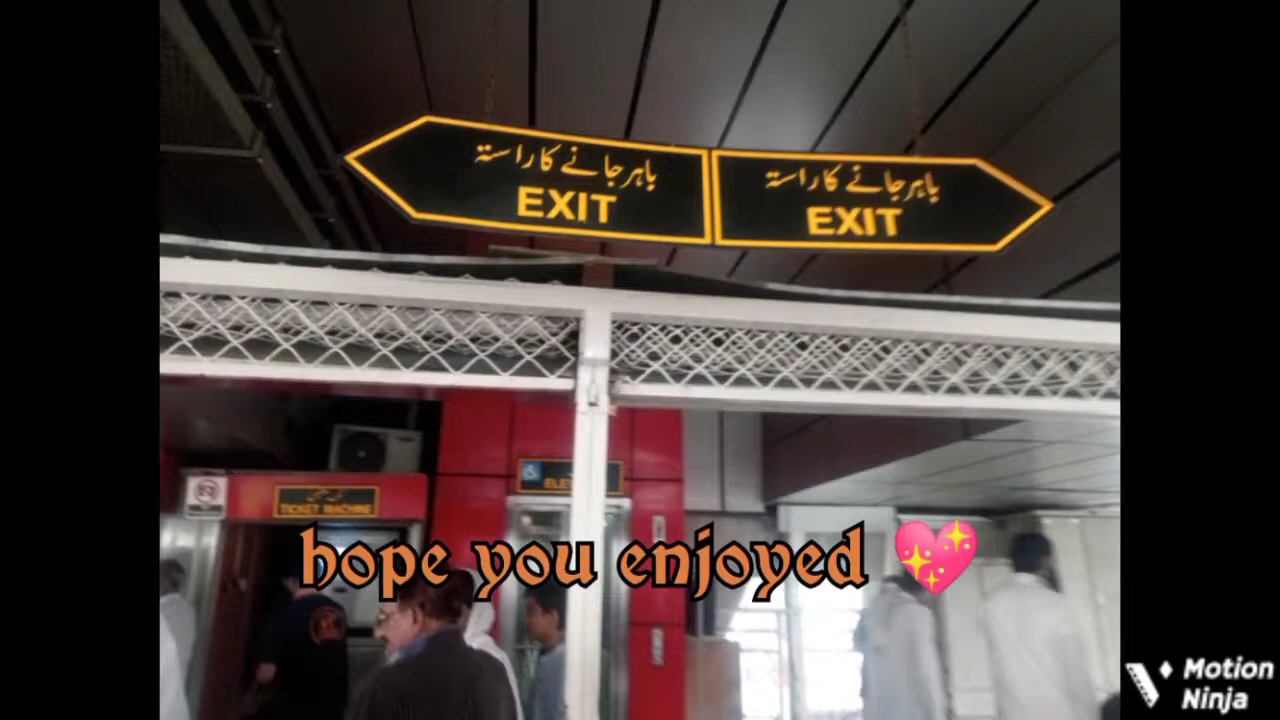 باہر جانے کا راستہ
EXIT
باہر جانے کا راستہ
EXIT
TICKET MACHINE
hope you enjoyed 💖
Motion
Ninja